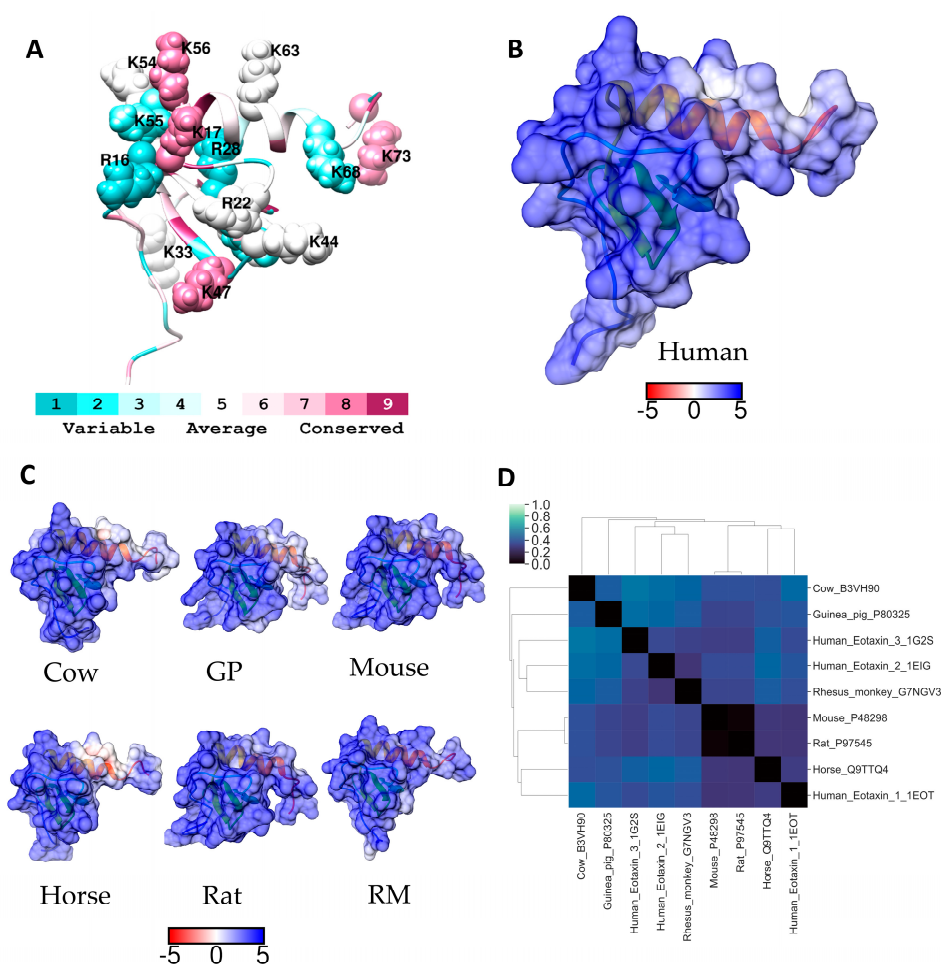 A
K56
K63
K54
K55
K17
R28
R16
K73
K68
R22
K44
K33
K47
1 2 3 4 5 6 7 8 9
Variable Average Conserved
B
Human
-5 0 5
C
Cow GP Mouse
Horse Rat RM
-5 0 5
D
1.0
0.8
0.6
0.4
0.2
0.0
Cow_B3VH90
Guinea_pig_P80325
Human_Eotaxin_3_1G2S
Human_Eotaxin_2_1EIG
Rhesus_monkey_G7NGV3
Mouse_P48298
Rat_P97545
Horse_Q9TTQ4
Human_Eotaxin_1_1EOT
Cow_B3VH90
Guinea_pig_P80325
Human_Eotaxin_3_1G2S
Human_Eotaxin_2_1EIG
Rhesus_monkey_G7NGV3
Mouse_P48298
Rat_P97545
Horse_Q9TTQ4
Human_Eotaxin_1_1EOT